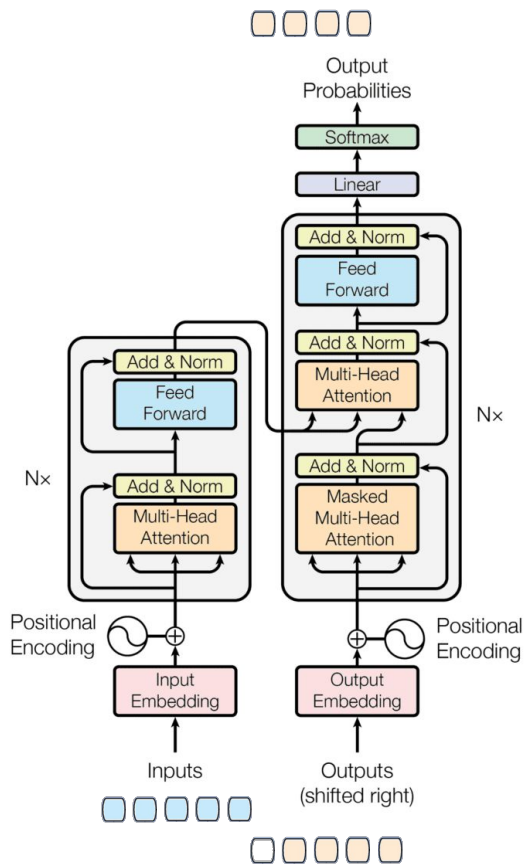 Output
Probabilities
Softmax
Linear
Add & Norm
Feed
Forward
Add & Norm
Multi-Head
Attention
Add & Norm
Masked
Multi-Head
Attention
N×
Add & Norm
Feed
Forward
Add & Norm
Multi-Head
Attention
N×
Positional
Encoding
Positional
Encoding
Input
Embedding
Output
Embedding
Inputs
Outputs
(shifted right)